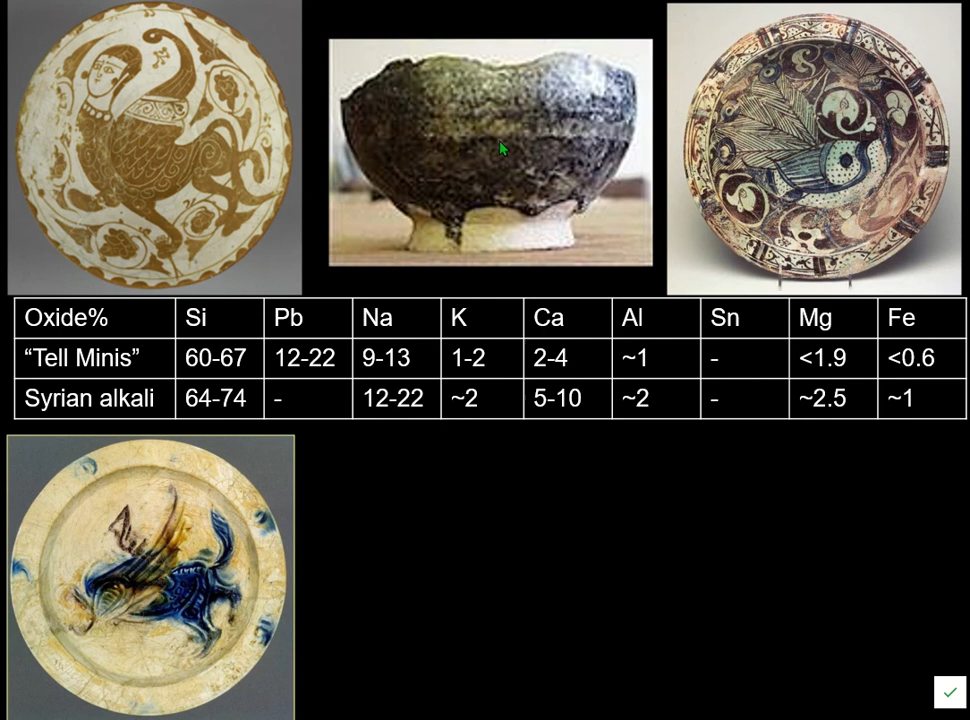 Oxide% Si Pb Na K Ca Al Sn Mg Fe
“Tell Minis” 60-67 12-22 9-13 1-2 2-4 ~1 - <1.9 <0.6
Syrian alkali 64-74 - 12-22 ~2 5-10 ~2 - ~2.5 ~1